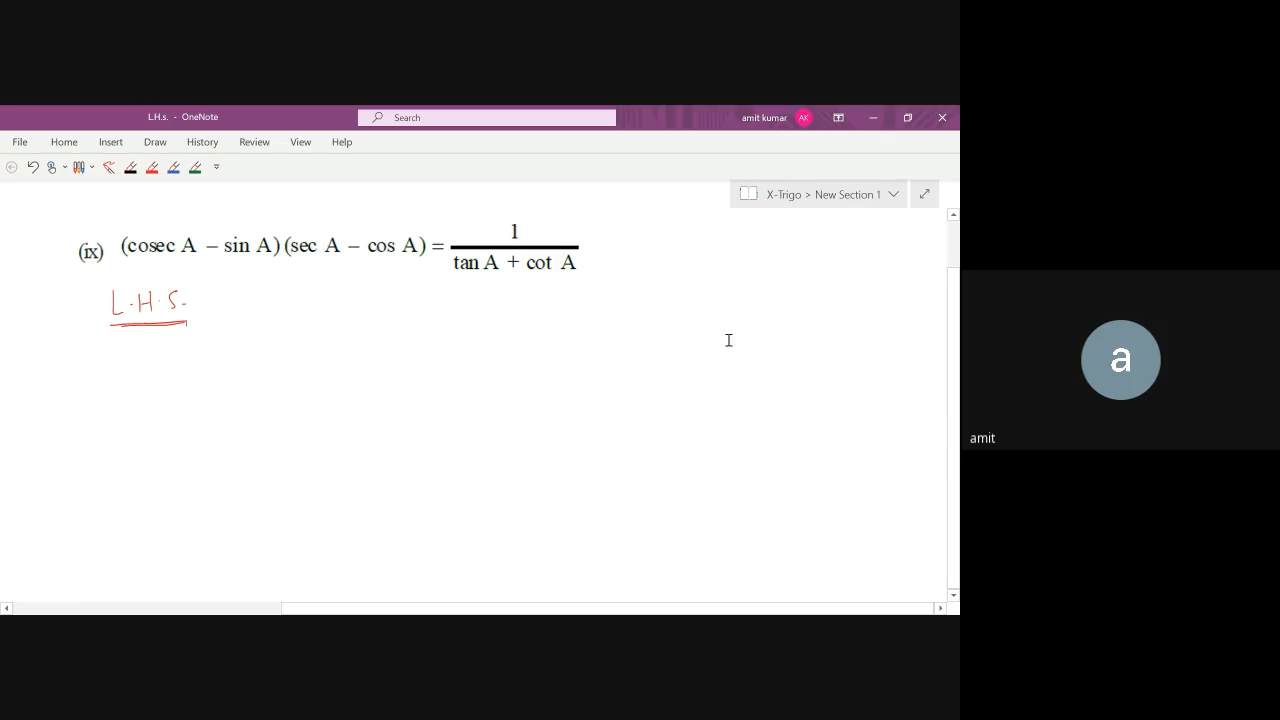 L.H.s. - OneNote
Search
amit kumar AK
File Home Insert Draw History Review View Help
X-Trigo > New Section 1
(ix) (cosec A – sin A)(sec A – cos A) = 1 / (tan A + cot A)
L.H.S.
a
amit